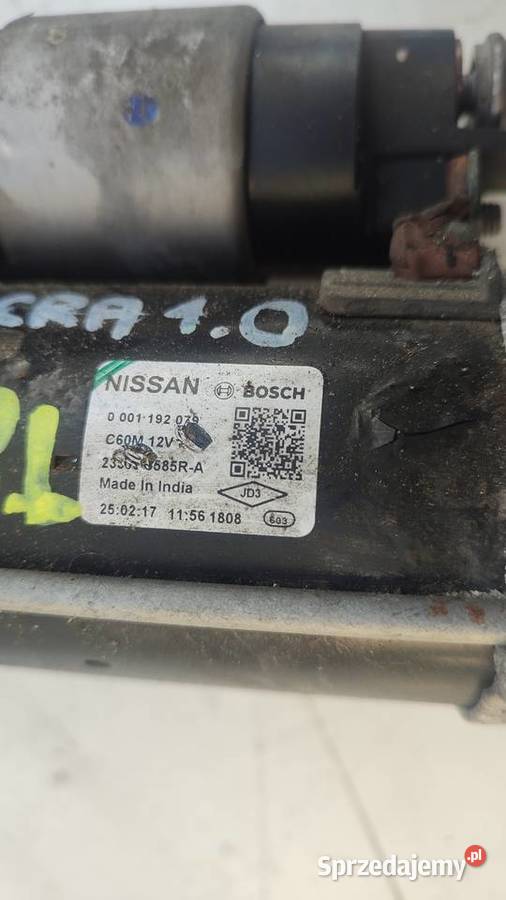 CRA 1.0
NISSAN BOSCH
0 001 192 079
C60M 12V
JD3
Made In India
25:02:17 11:56 1808
603
Sprzedajemy.pl